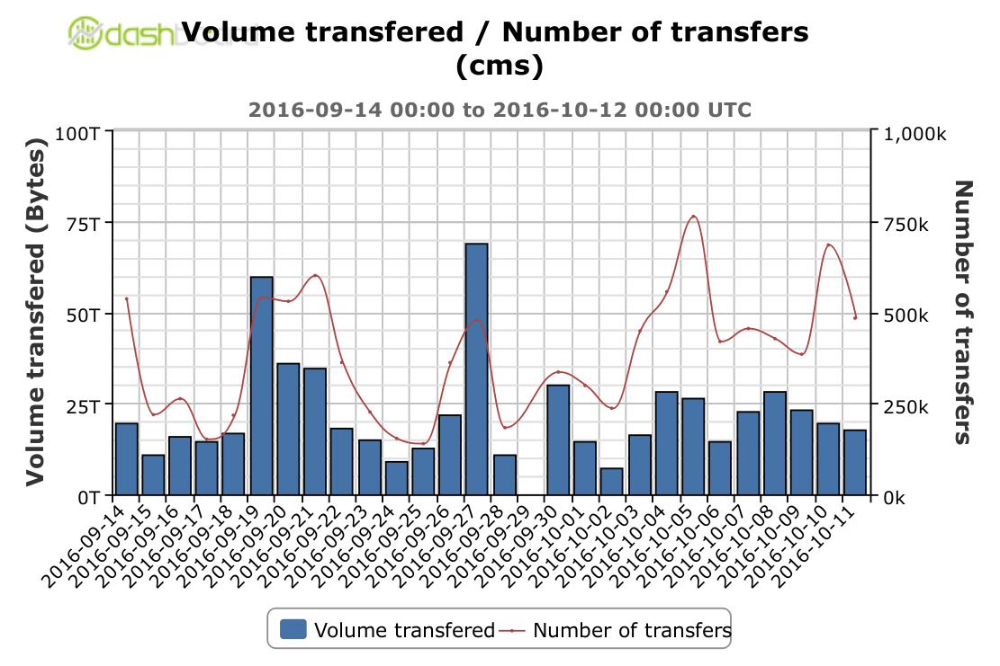 dashboard
Volume transfered / Number of transfers
(cms)
2016-09-14 00:00 to 2016-10-12 00:00 UTC
Volume transfered (Bytes)
100T
75T
50T
25T
0T
1,000k
750k
500k
250k
0k
Number of transfers
2016-09-14
2016-09-15
2016-09-16
2016-09-17
2016-09-18
2016-09-19
2016-09-20
2016-09-21
2016-09-22
2016-09-23
2016-09-24
2016-09-25
2016-09-26
2016-09-27
2016-09-28
2016-09-29
2016-09-30
2016-10-01
2016-10-02
2016-10-03
2016-10-04
2016-10-05
2016-10-06
2016-10-07
2016-10-08
2016-10-09
2016-10-10
2016-10-11
Volume transfered Number of transfers